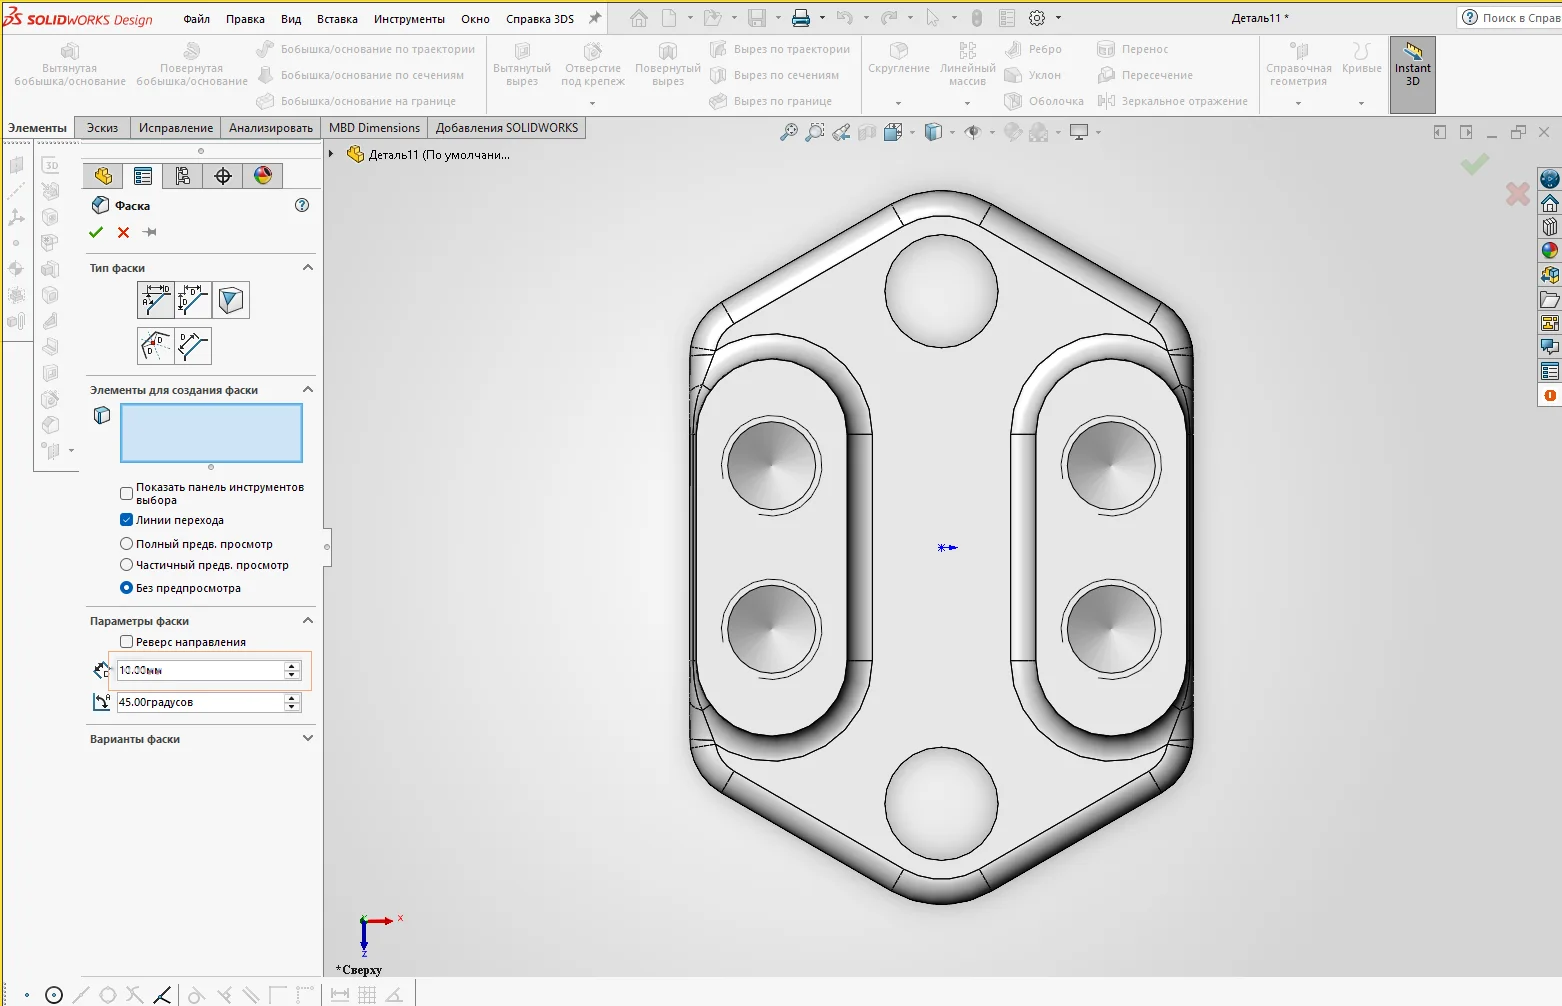 SOLIDWORKS Design
Файл Правка Вид Вставка Инструменты Окно Справка 3DS
Деталь11 *
Поиск в Справ
Вытянутая бобышка/основание
Повернутая бобышка/основание
Бобышка/основание по траектории
Бобышка/основание по сечениям
Бобышка/основание на границе
Вытянутый вырез
Отверстие под крепеж
Повернутый вырез
Вырез по траектории
Вырез по сечениям
Вырез по границе
Скругление
Линейный массив
Ребро
Уклон
Оболочка
Перенос
Пересечение
Зеркальное отражение
Справочная геометрия
Кривые
Instant 3D
Элементы Эскиз Исправление Анализировать MBD Dimensions Добавления SOLIDWORKS
Деталь11 (По умолчани...
Фаска
Тип фаски
Элементы для создания фаски
Показать панель инструментов
выбора
Линии перехода
Полный предв. просмотр
Частичный предв. просмотр
Без предпросмотра
Параметры фаски
Реверс направления
10.00мм
45.00градусов
Варианты фаски
X
Z
*Сверху